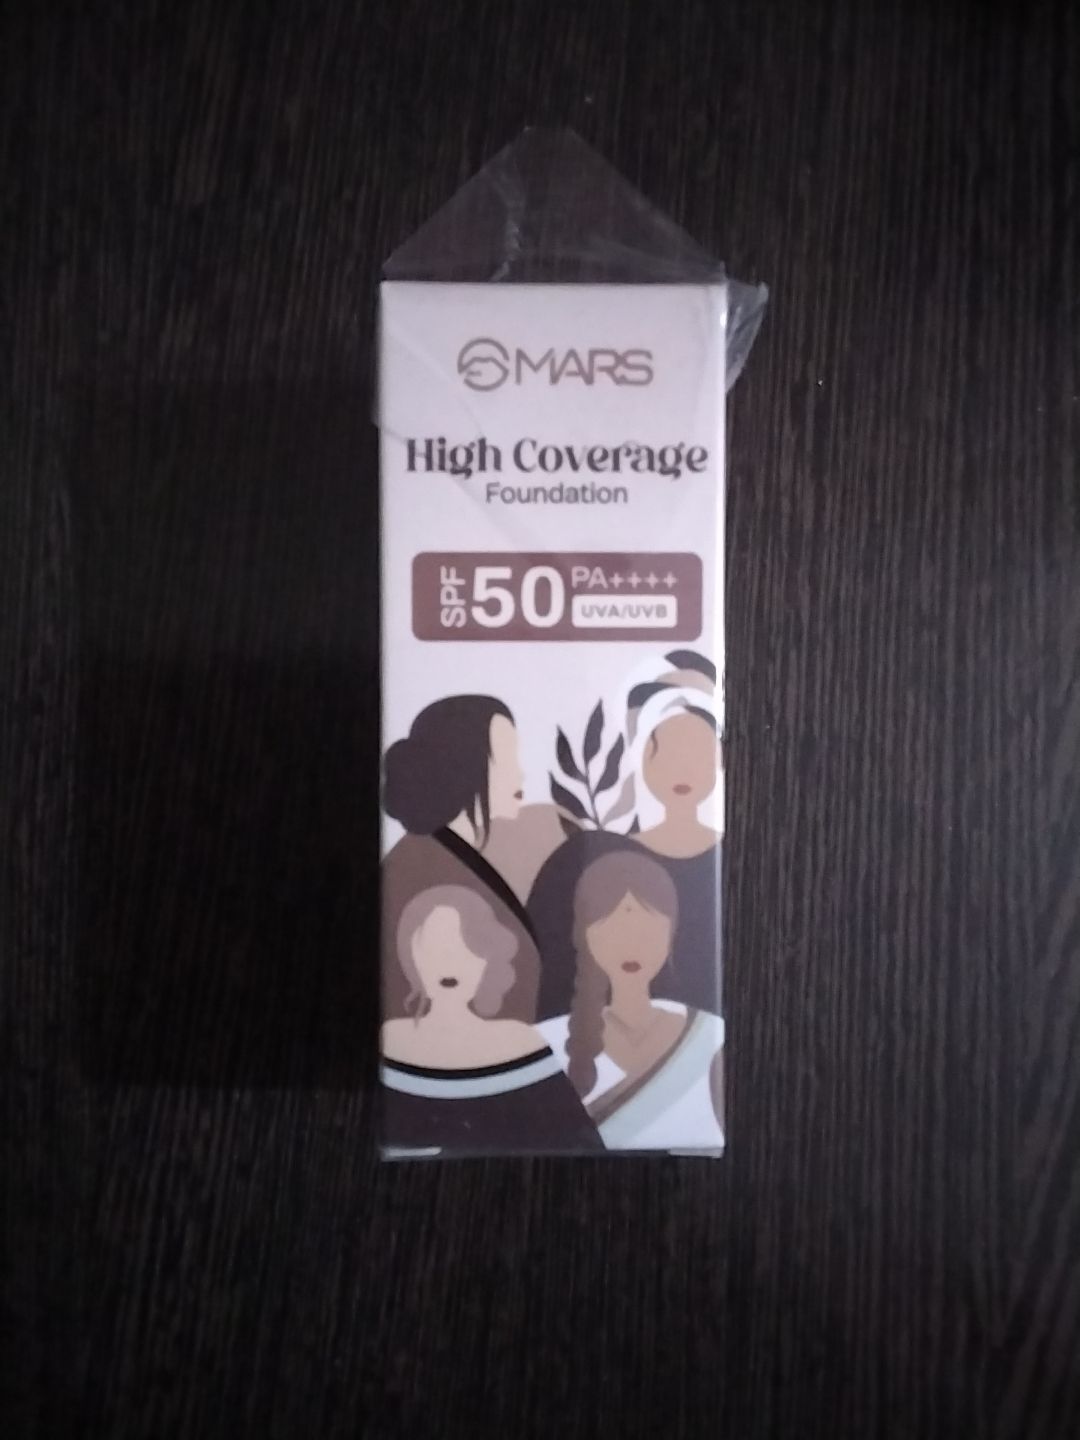 MARS
High Coverage
Foundation
SPF 50 PA++++
UVA/UVB